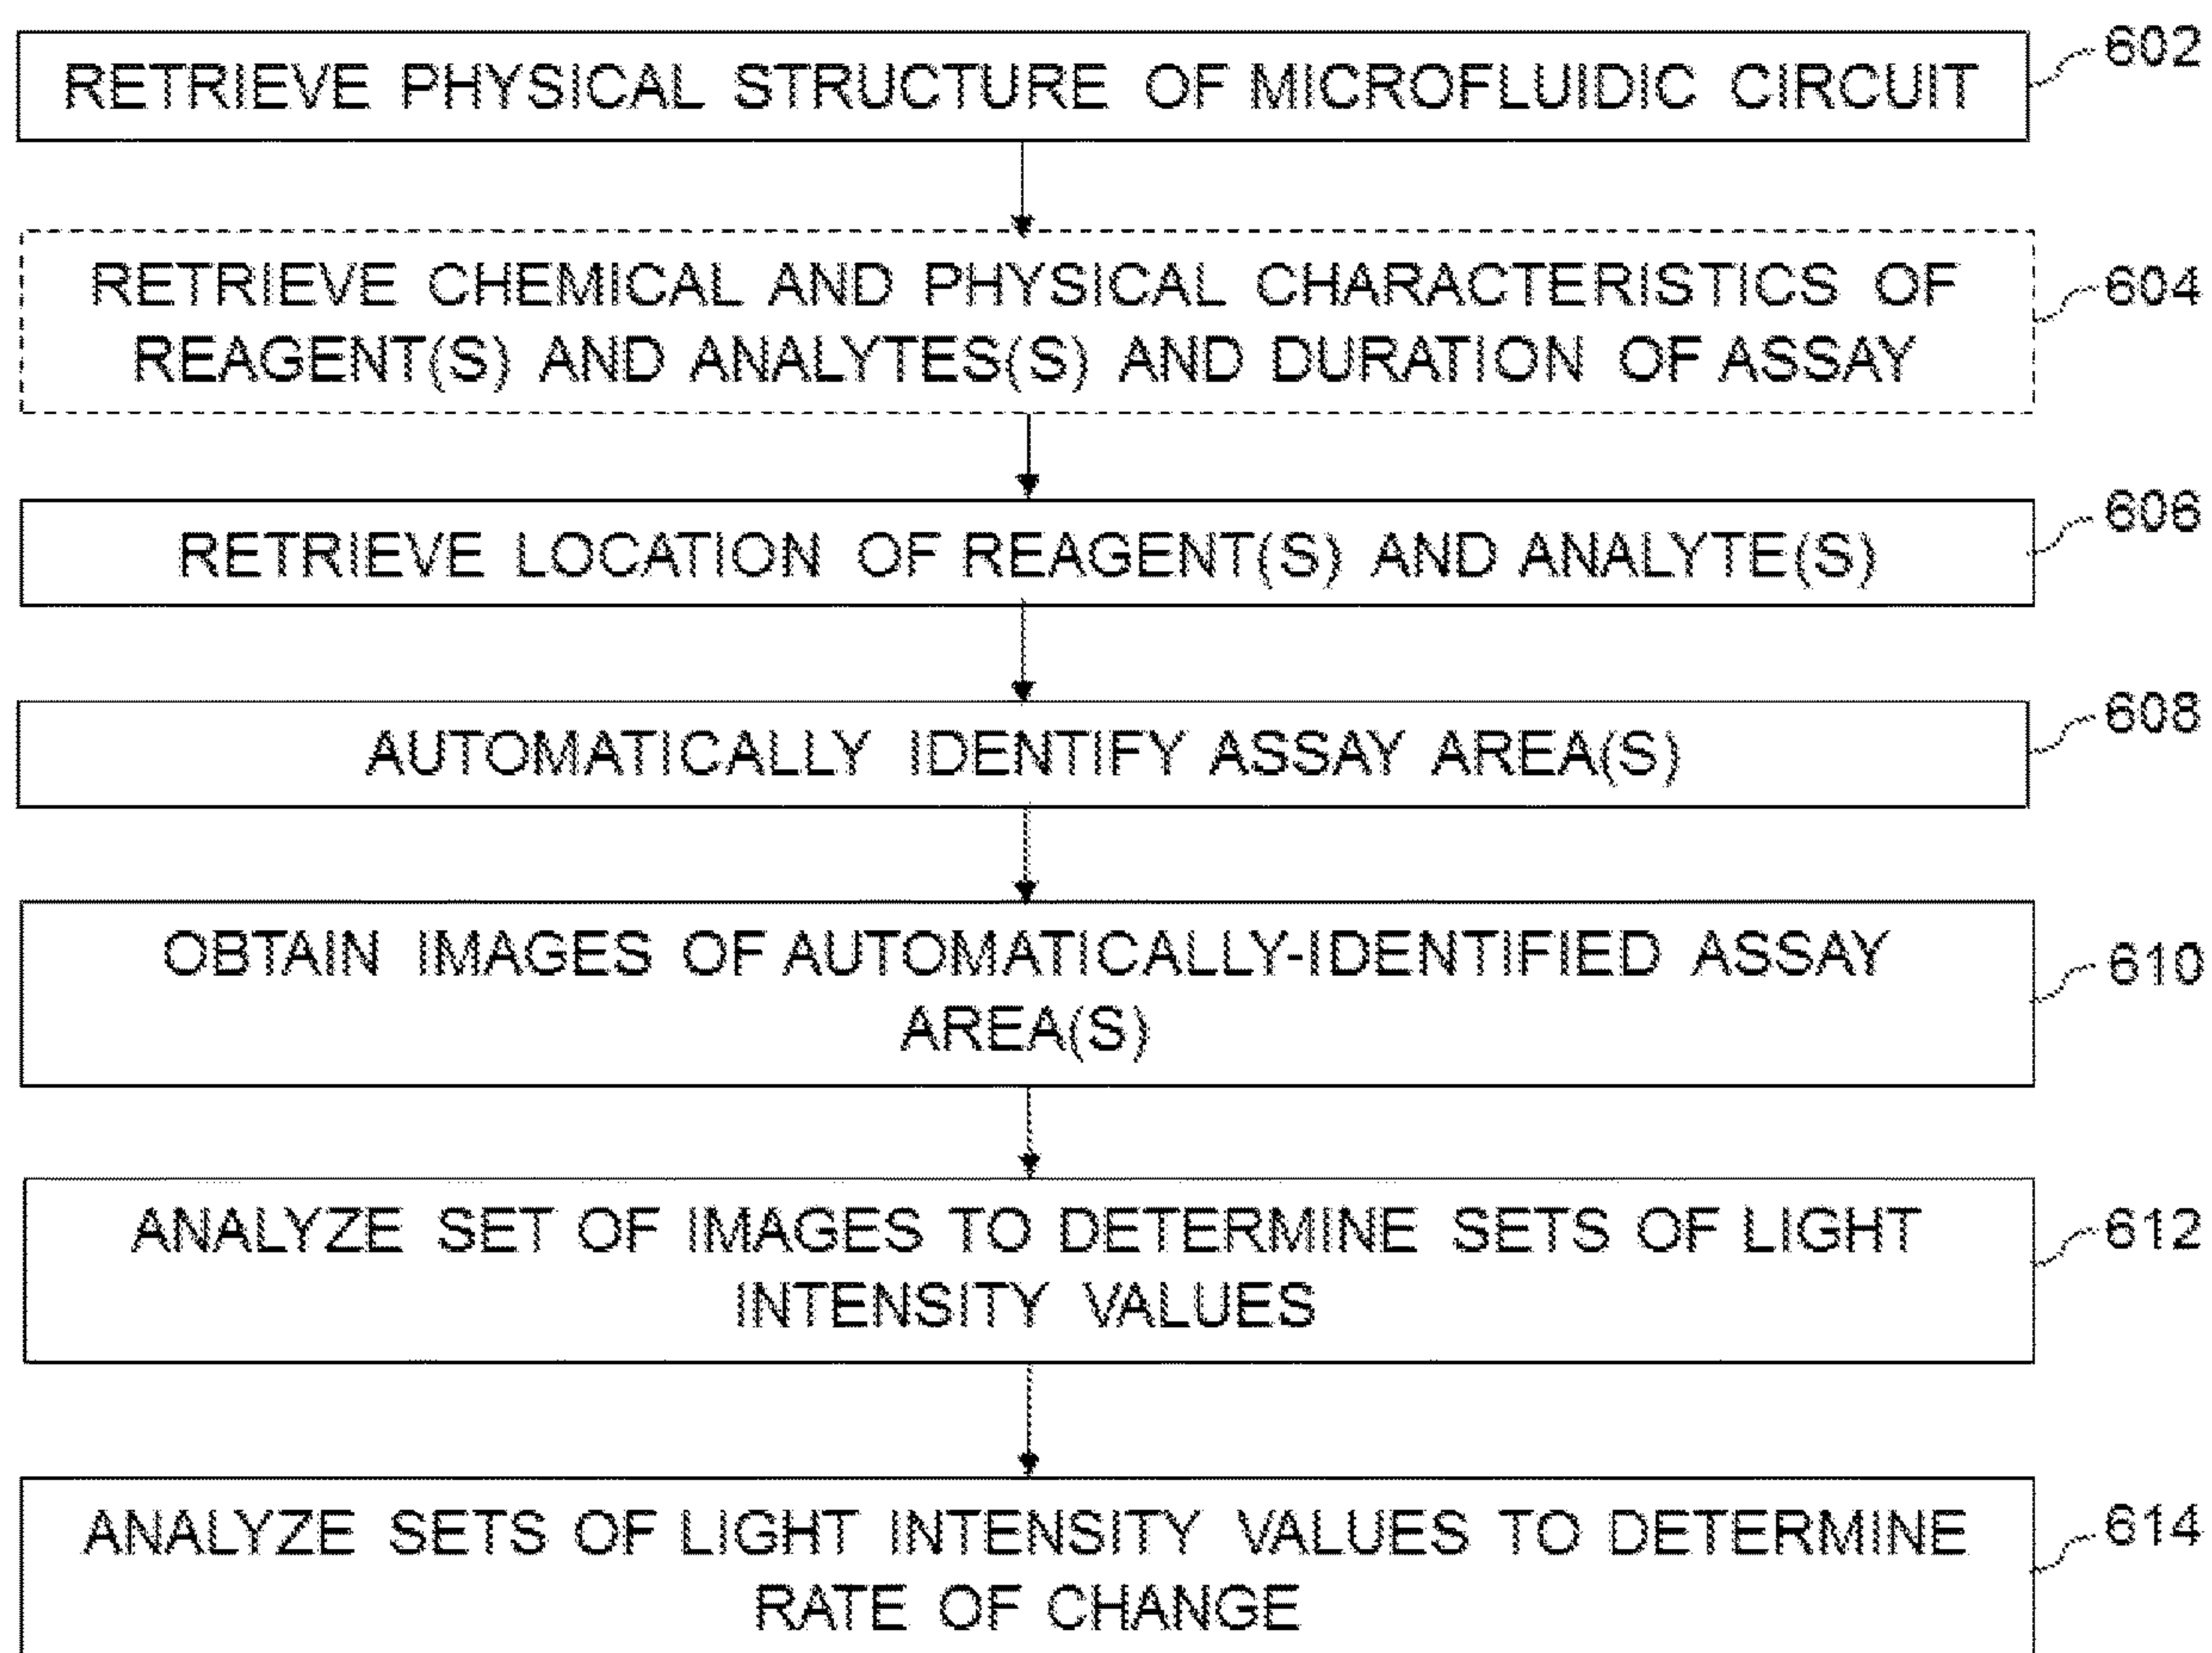 RETRIEVE PHYSICAL STRUCTURE OF MICROFLUIDIC CIRCUIT
602
RETRIEVE CHEMICAL AND PHYSICAL CHARACTERISTICS OF
REAGENT(S) AND ANALYTES(S) AND DURATION OF ASSAY
604
RETRIEVE LOCATION OF REAGENT(S) AND ANALYTE(S)
606
AUTOMATICALLY IDENTIFY ASSAY AREA(S)
608
OBTAIN IMAGES OF AUTOMATICALLY-IDENTIFIED ASSAY
AREA(S)
610
ANALYZE SET OF IMAGES TO DETERMINE SETS OF LIGHT
INTENSITY VALUES
612
ANALYZE SETS OF LIGHT INTENSITY VALUES TO DETERMINE
RATE OF CHANGE
614